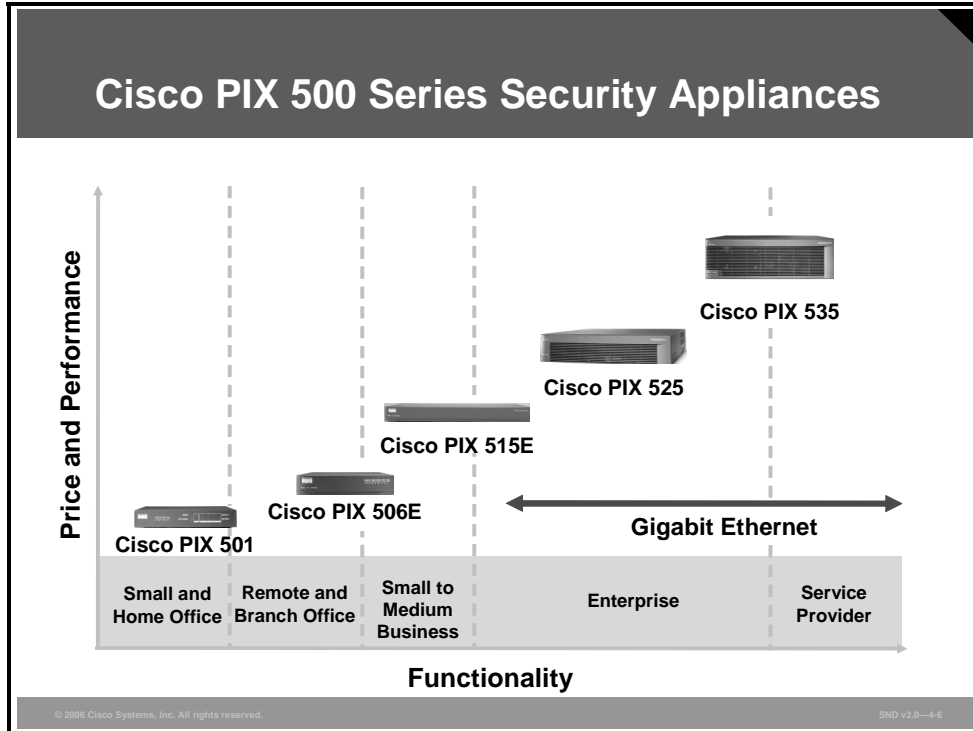 Cisco PIX 500 Series Security Appliances
Price and Performance
Cisco PIX 535
Cisco PIX 525
Cisco PIX 515E
Cisco PIX 506E
Cisco PIX 501
Gigabit Ethernet
Small and
Home Office
Remote and
Branch Office
Small to
Medium
Business
Enterprise
Service
Provider
Functionality
© 2006 Cisco Systems, Inc. All rights reserved.
SND v2.0—4-6